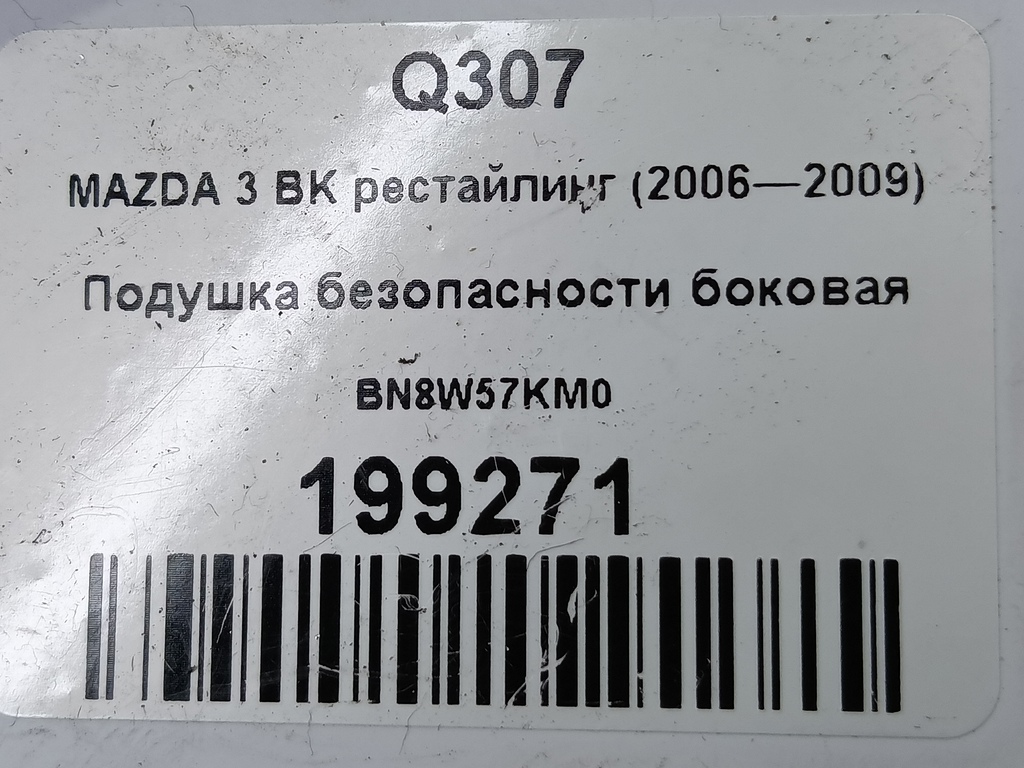 Q307
MAZDA 3 BK рестайлинг (2006—2009)
Подушка безопасности боковая
BN8W57KM0
199271